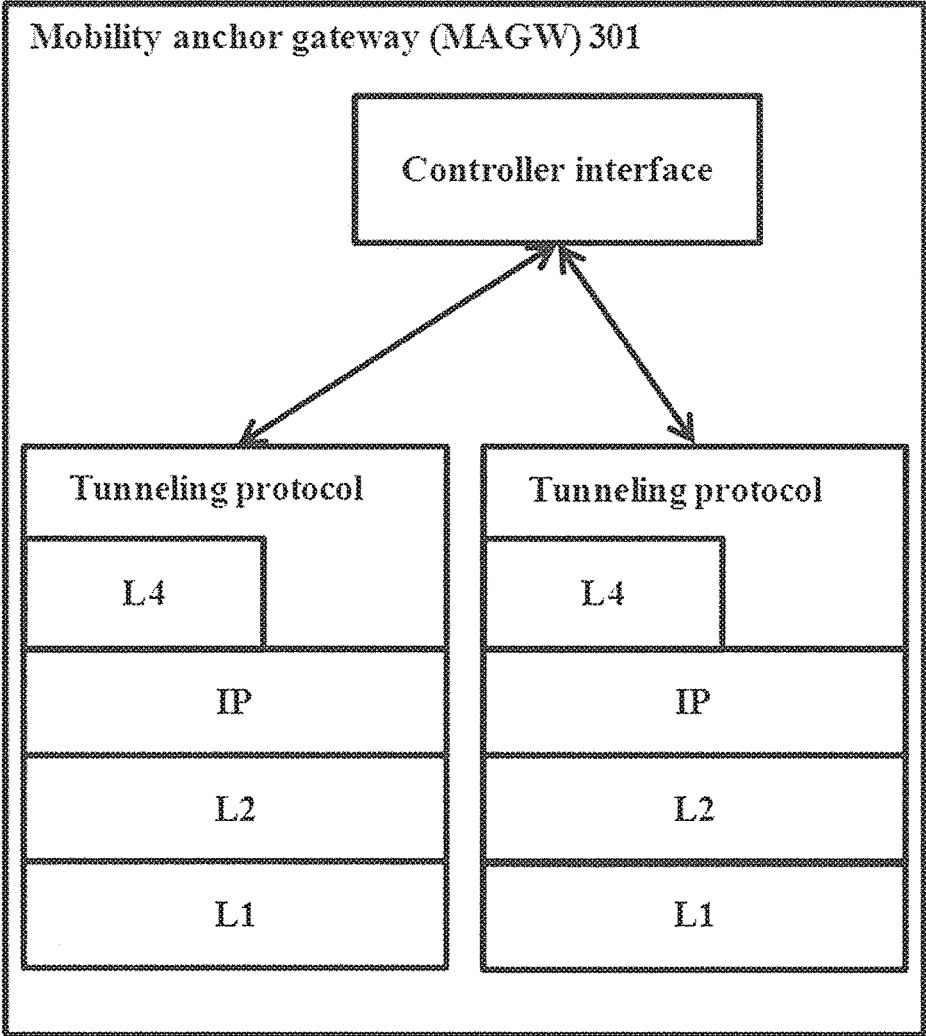 Mobility anchor gateway (MAGW) 301
Controller interface
Tunneling protocol
L4
IP
L2
L1
Tunneling protocol
L4
IP
L2
L1